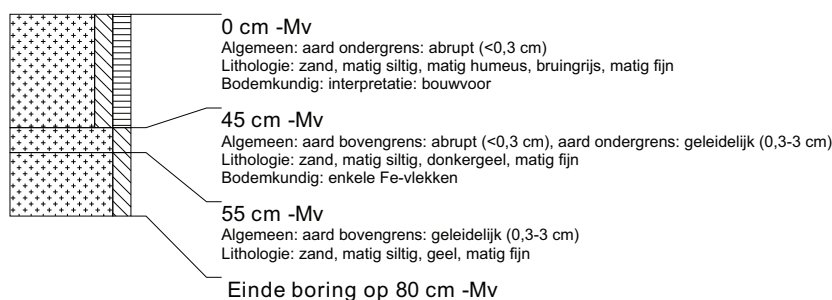 0 cm -Mv
Algemeen: aard ondergrens: abrupt (<0,3 cm)
Lithologie: zand, matig siltig, matig humeus, bruingrijs, matig fijn
Bodemkundig: interpretatie: bouwvoor
45 cm -Mv
Algemeen: aard bovengrens: abrupt (<0,3 cm), aard ondergrens: geleidelijk (0,3-3 cm)
Lithologie: zand, matig siltig, donkergeel, matig fijn
Bodemkundig: enkele Fe-vlekken
55 cm -Mv
Algemeen: aard bovengrens: geleidelijk (0,3-3 cm)
Lithologie: zand, matig siltig, geel, matig fijn
Einde boring op 80 cm -Mv